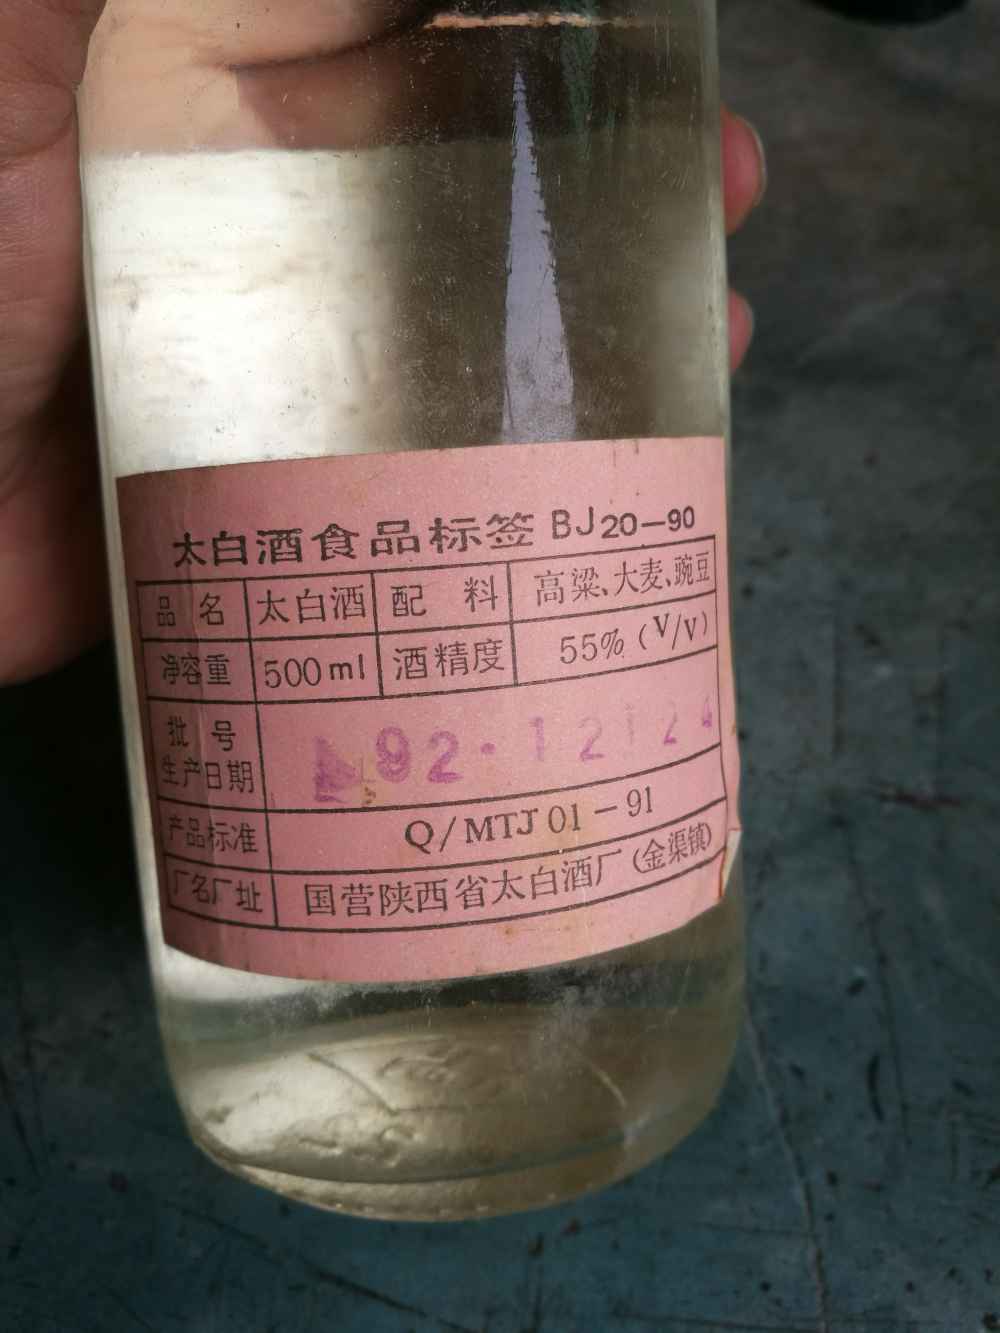 太白酒食品标签 BJ20-90
品名 太白酒 配料 高粱、大麦、豌豆
净容重 500ml 酒精度 55%(V/V)
批号
生产日期 92·12
产品标准 Q/MTJ 01-91
厂名厂址 国营陕西省太白酒厂(金渠镇)